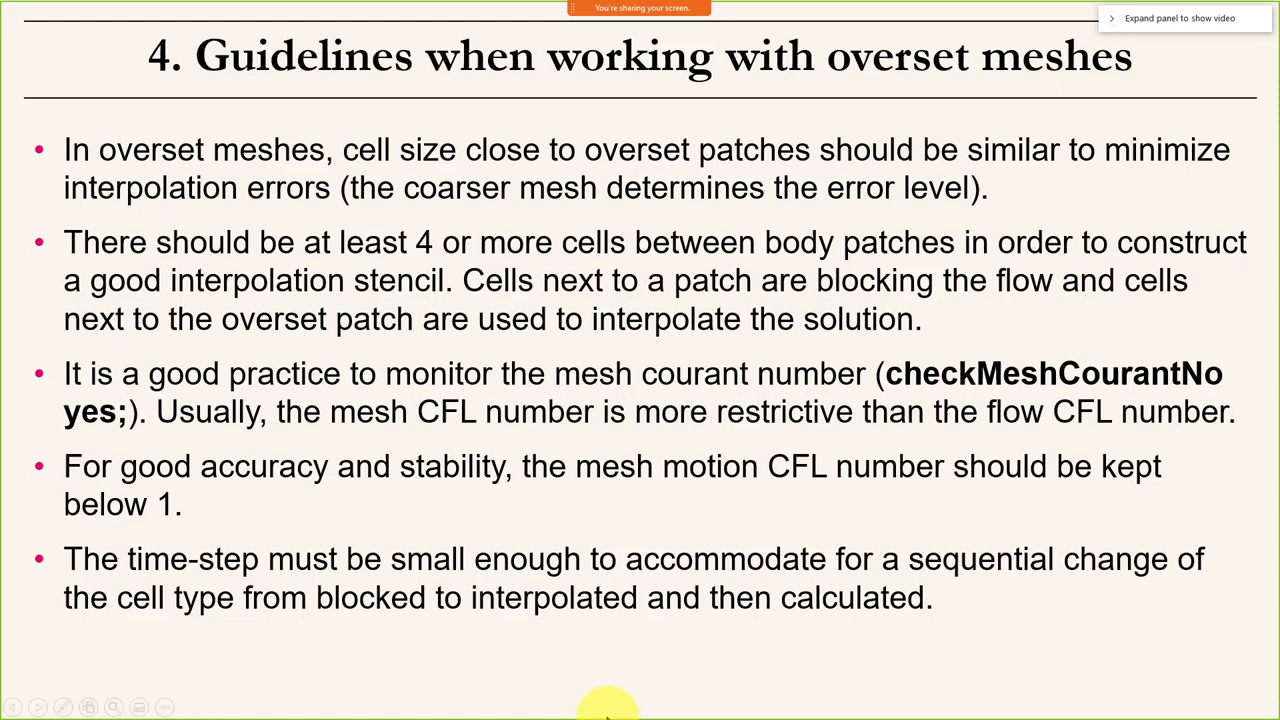 You're sharing your screen.
Expand panel to show video
4. Guidelines when working with overset meshes
• In overset meshes, cell size close to overset patches should be similar to minimize
interpolation errors (the coarser mesh determines the error level).
• There should be at least 4 or more cells between body patches in order to construct
a good interpolation stencil. Cells next to a patch are blocking the flow and cells
next to the overset patch are used to interpolate the solution.
• It is a good practice to monitor the mesh courant number (checkMeshCourantNo
yes;). Usually, the mesh CFL number is more restrictive than the flow CFL number.
• For good accuracy and stability, the mesh motion CFL number should be kept
below 1.
• The time-step must be small enough to accommodate for a sequential change of
the cell type from blocked to interpolated and then calculated.